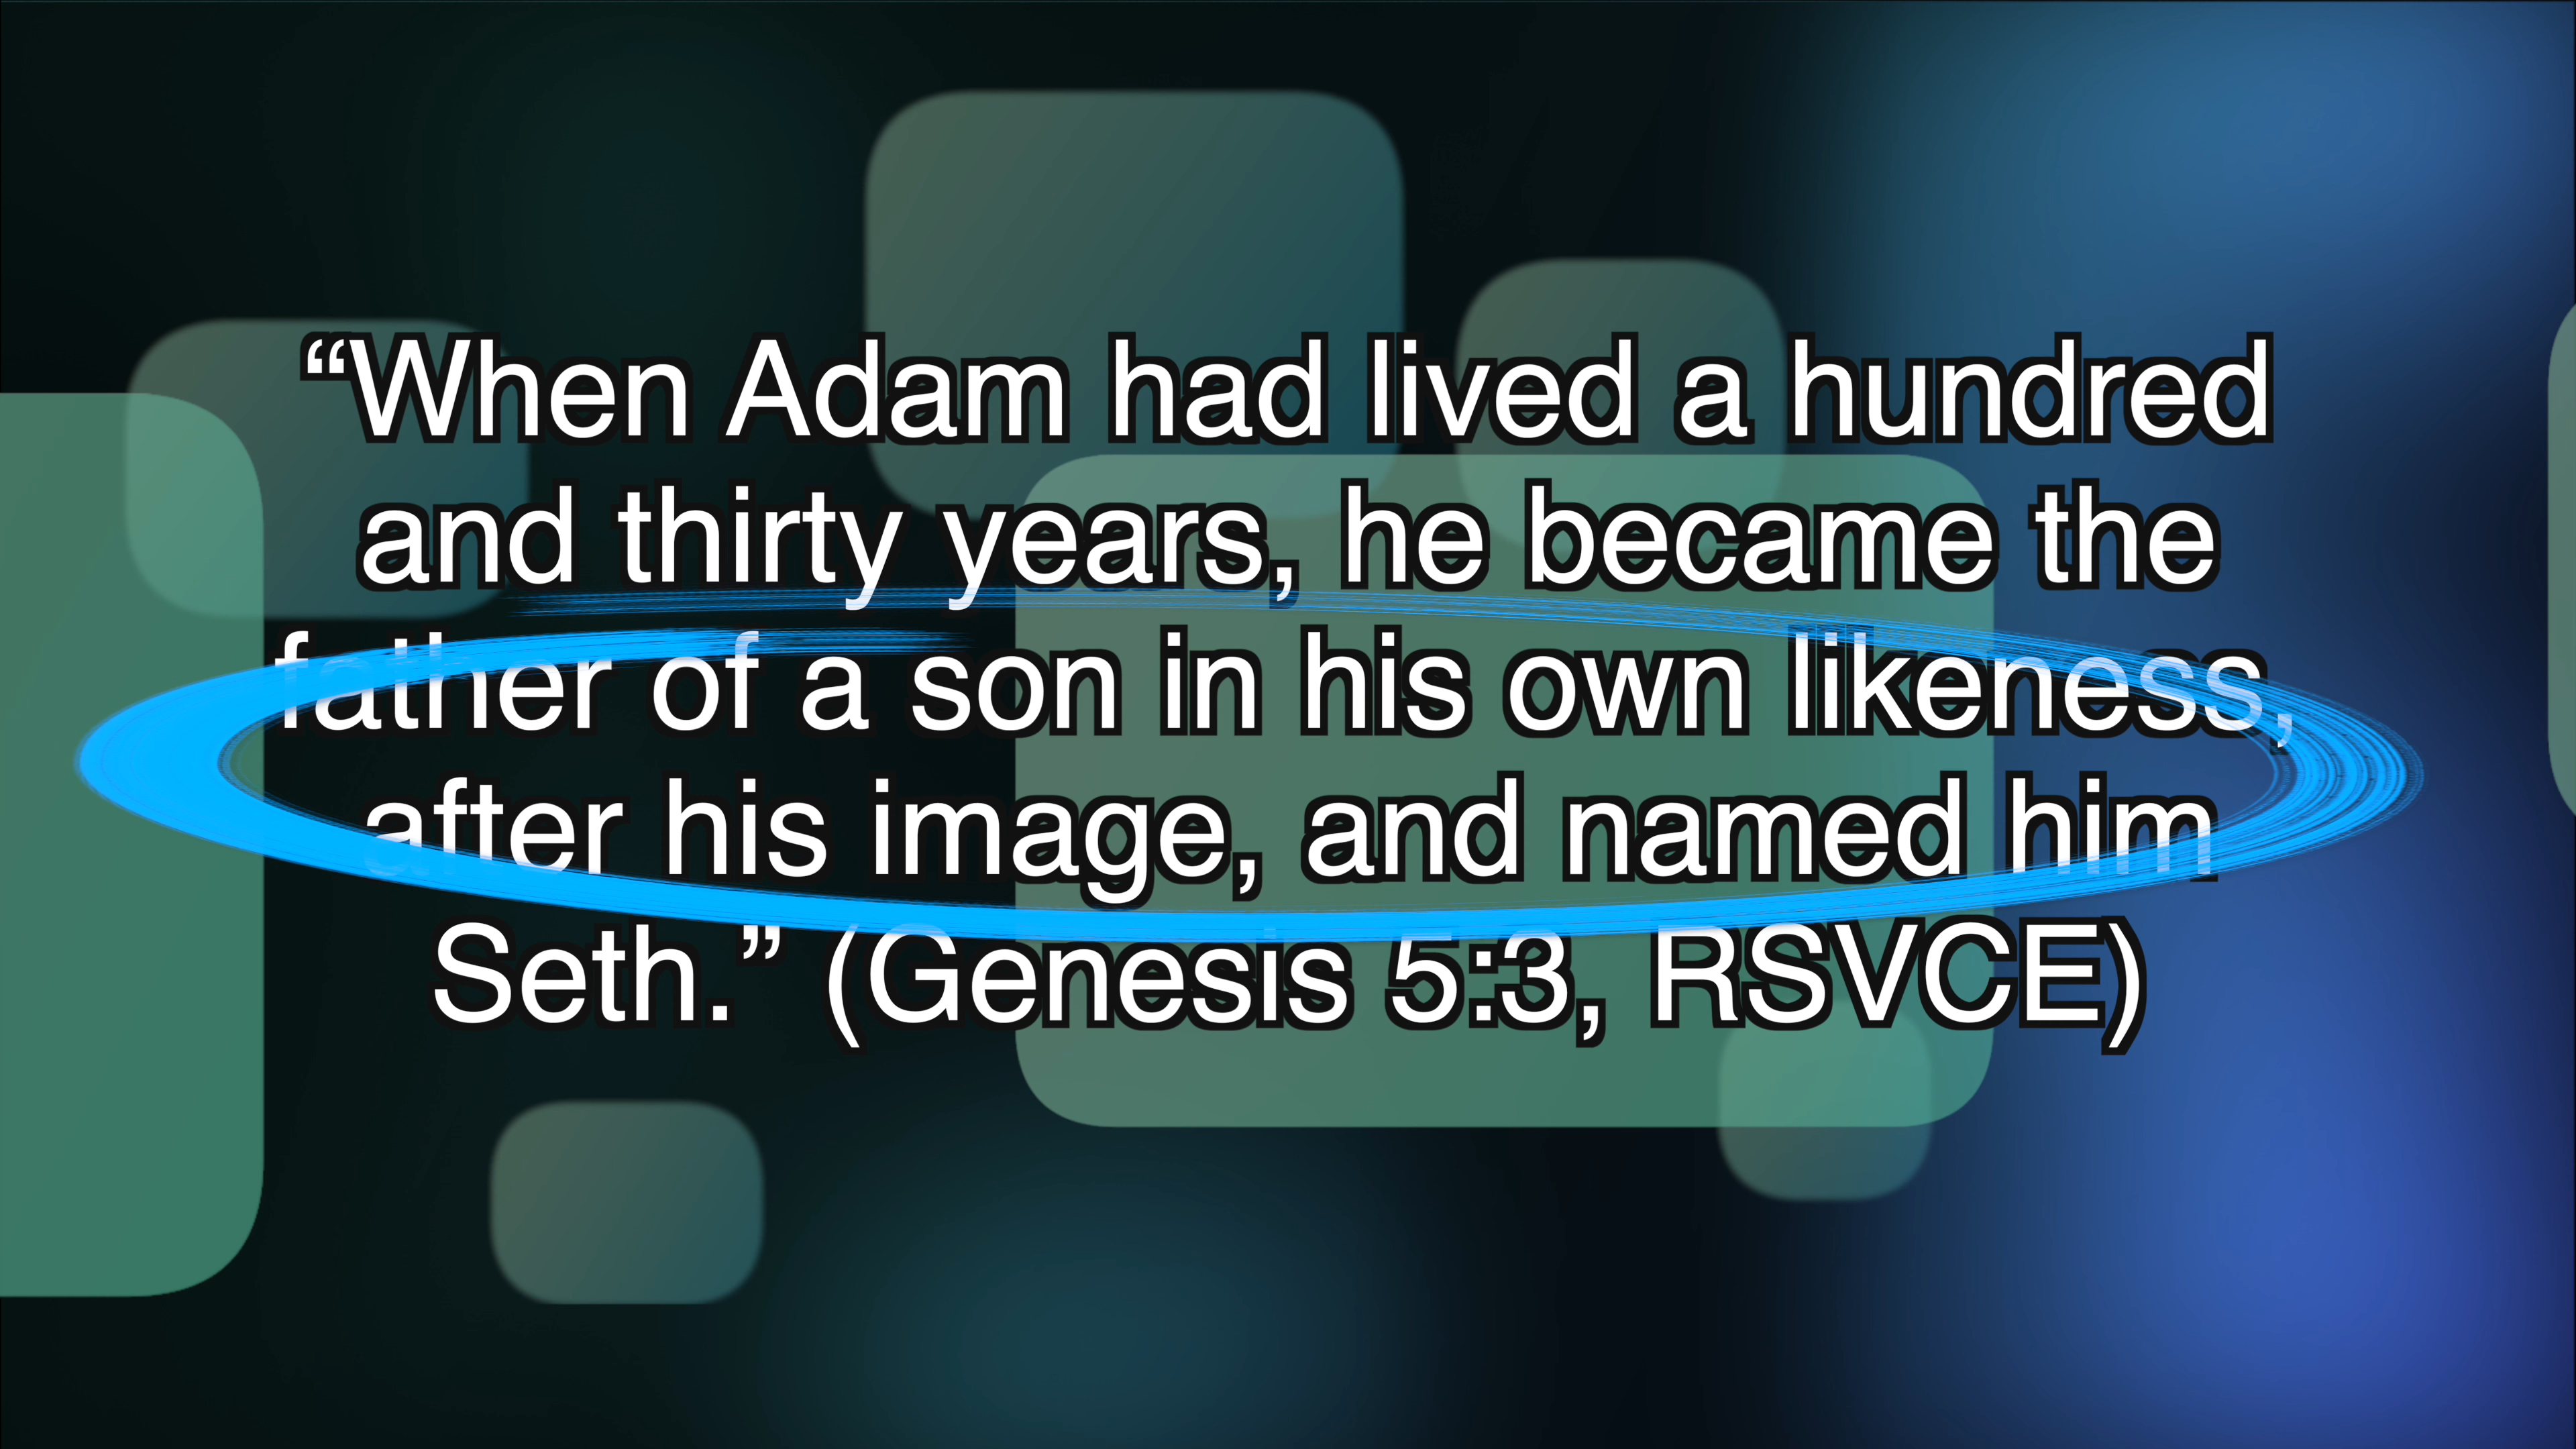 “When Adam had lived a hundred
and thirty years, he became the
father of a son in his own likeness,
after his image, and named him
Seth.” (Genesis 5:3, RSVCE)